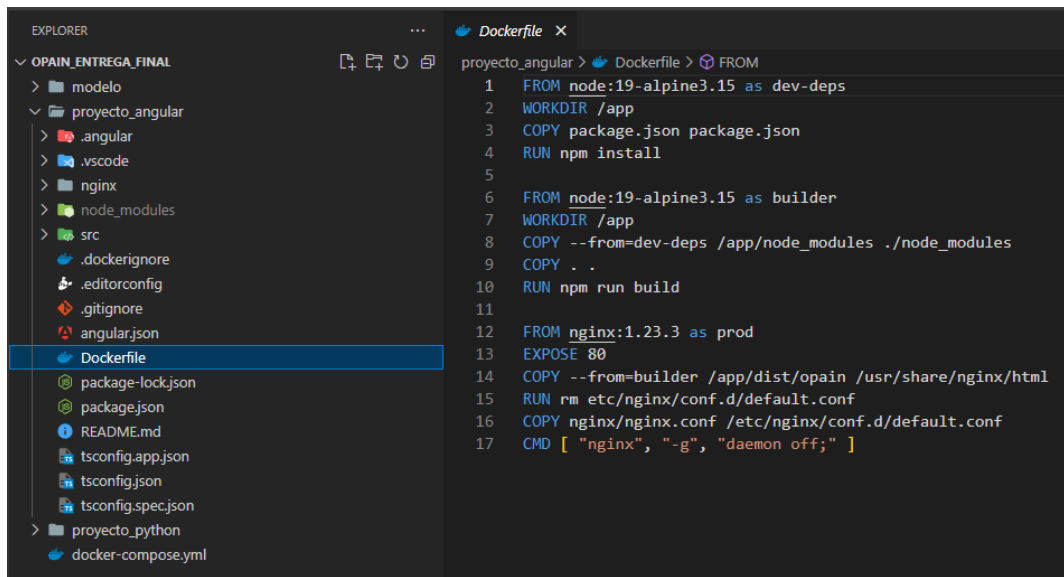 EXPLORER
OPAIN_ENTREGA_FINAL
modelo
proyecto_angular
.angular
.vscode
nginx
node_modules
src
.dockerignore
.editorconfig
.gitignore
angular.json
Dockerfile
package-lock.json
package.json
README.md
tsconfig.app.json
tsconfig.json
tsconfig.spec.json
proyecto_python
docker-compose.yml
Dockerfile
proyecto_angular > Dockerfile > FROM
1 FROM node:19-alpine3.15 as dev-deps
2 WORKDIR /app
3 COPY package.json package.json
4 RUN npm install
5
6 FROM node:19-alpine3.15 as builder
7 WORKDIR /app
8 COPY --from=dev-deps /app/node_modules ./node_modules
9 COPY . .
10 RUN npm run build
11
12 FROM nginx:1.23.3 as prod
13 EXPOSE 80
14 COPY --from=builder /app/dist/opain /usr/share/nginx/html
15 RUN rm etc/nginx/conf.d/default.conf
16 COPY nginx/nginx.conf /etc/nginx/conf.d/default.conf
17 CMD [ "nginx", "-g", "daemon off;" ]